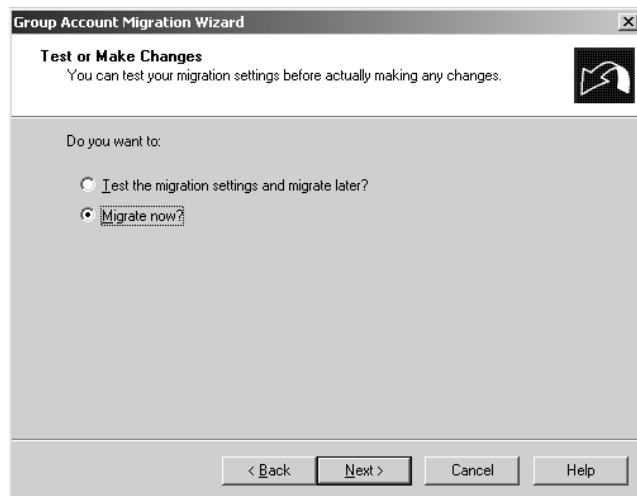 Group Account Migration Wizard
Test or Make Changes
You can test your migration settings before actually making any changes.
Do you want to:
Test the migration settings and migrate later?
Migrate now?
< Back
Next >
Cancel
Help